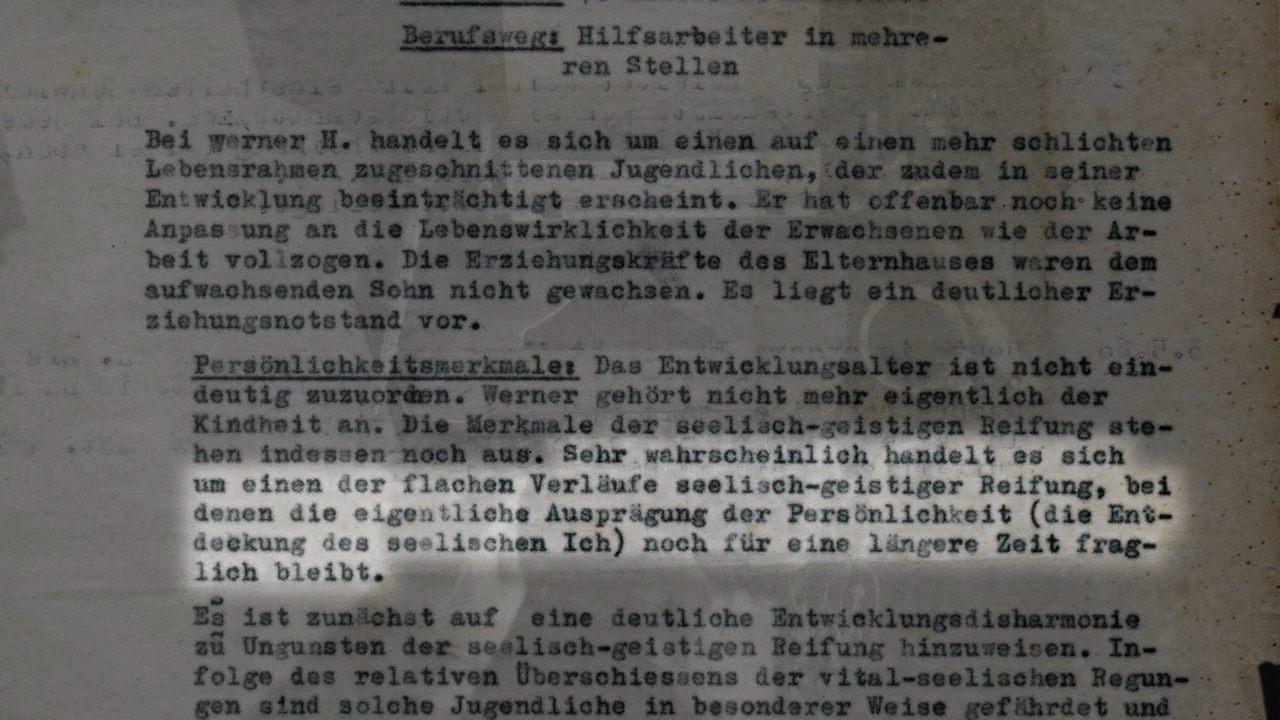 Berufsweg: Hilfsarbeiter in mehre-
ren Stellen
Bei Werner H. handelt es sich um einen auf einen mehr schlichten
Lebensrahmen zugeschnittenen Jugendlichen, der zudem in seiner
Entwicklung beeinträchtigt erscheint. Er hat offenbar noch keine
Anpassung an die Lebenswirklichkeit der Erwachsenen wie der Ar-
beit vollzogen. Die Erziehungskräfte des Elternhauses waren dem
aufwachsenden Sohn nicht gewachsen. Es liegt ein deutlicher Er-
ziehungsnotstand vor.
Persönlichkeitsmerkmale: Das Entwicklungsalter ist nicht ein-
deutig zuzuordnen. Werner gehört nicht mehr eigentlich der
Kindheit an. Die Merkmale der seelisch-geistigen Reifung ste-
hen indessen noch aus. Sehr wahrscheinlich handelt es sich
um einen der flachen Verläufe seelisch-geistiger Reifung, bei
denen die eigentliche Ausprägung der Persönlichkeit (die Ent-
deckung des seelischen Ich) noch für eine längere Zeit frag-
lich bleibt.
Es ist zunächst auf eine deutliche Entwicklungsdisharmonie
zu Ungunsten der seelisch-geistigen Reifung hinzuweisen. In-
folge des relativen Überschiessens der vital-seelischen Regun-
gen sind solche Jugendliche in besonderer Weise gefährdet und